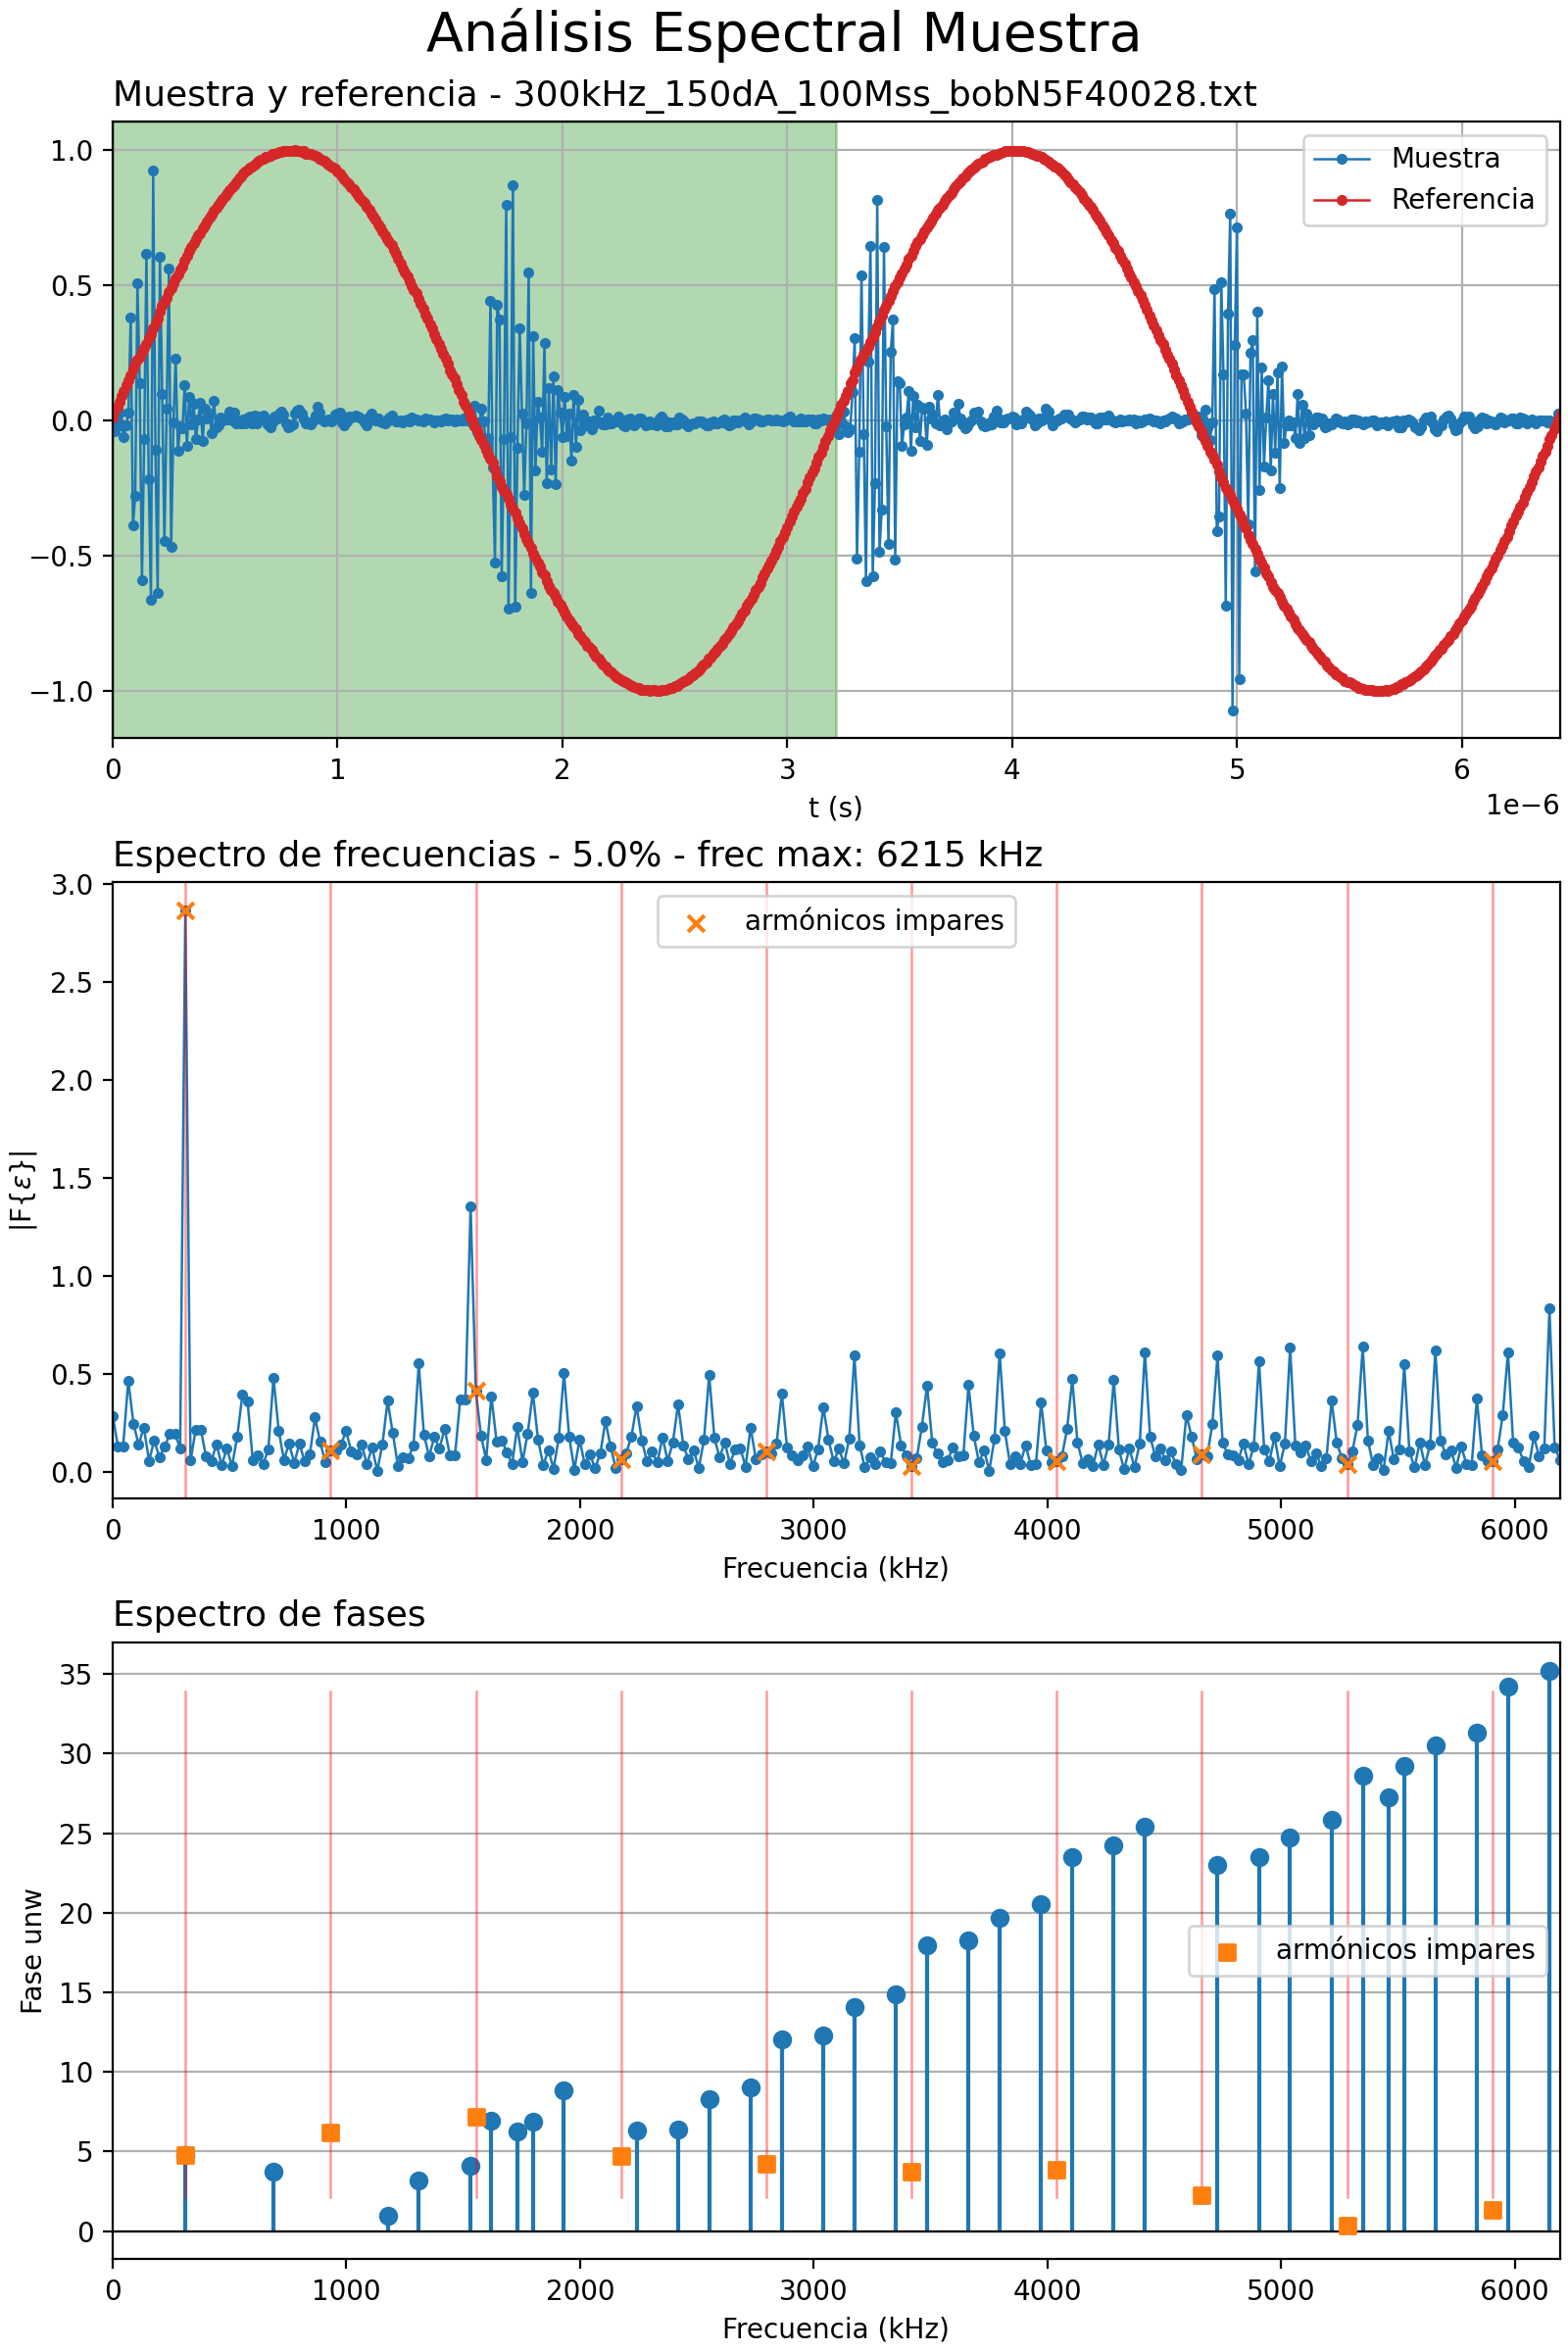 Análisis Espectral Muestra
Muestra y referencia - 300kHz_150dA_100Mss_bobN5F40028.txt
1.0
0.5
0.0
−0.5
−1.0
Muestra
Referencia
0 1 2 3 4 5 6
1e−6
t (s)
Espectro de frecuencias - 5.0% - frec max: 6215 kHz
3.0
2.5
2.0
1.5
1.0
0.5
0.0
|F{ε}|
armónicos impares
0 1000 2000 3000 4000 5000 6000
Frecuencia (kHz)
Espectro de fases
35
30
25
20
15
10
5
0
Fase unw
armónicos impares
0 1000 2000 3000 4000 5000 6000
Frecuencia (kHz)